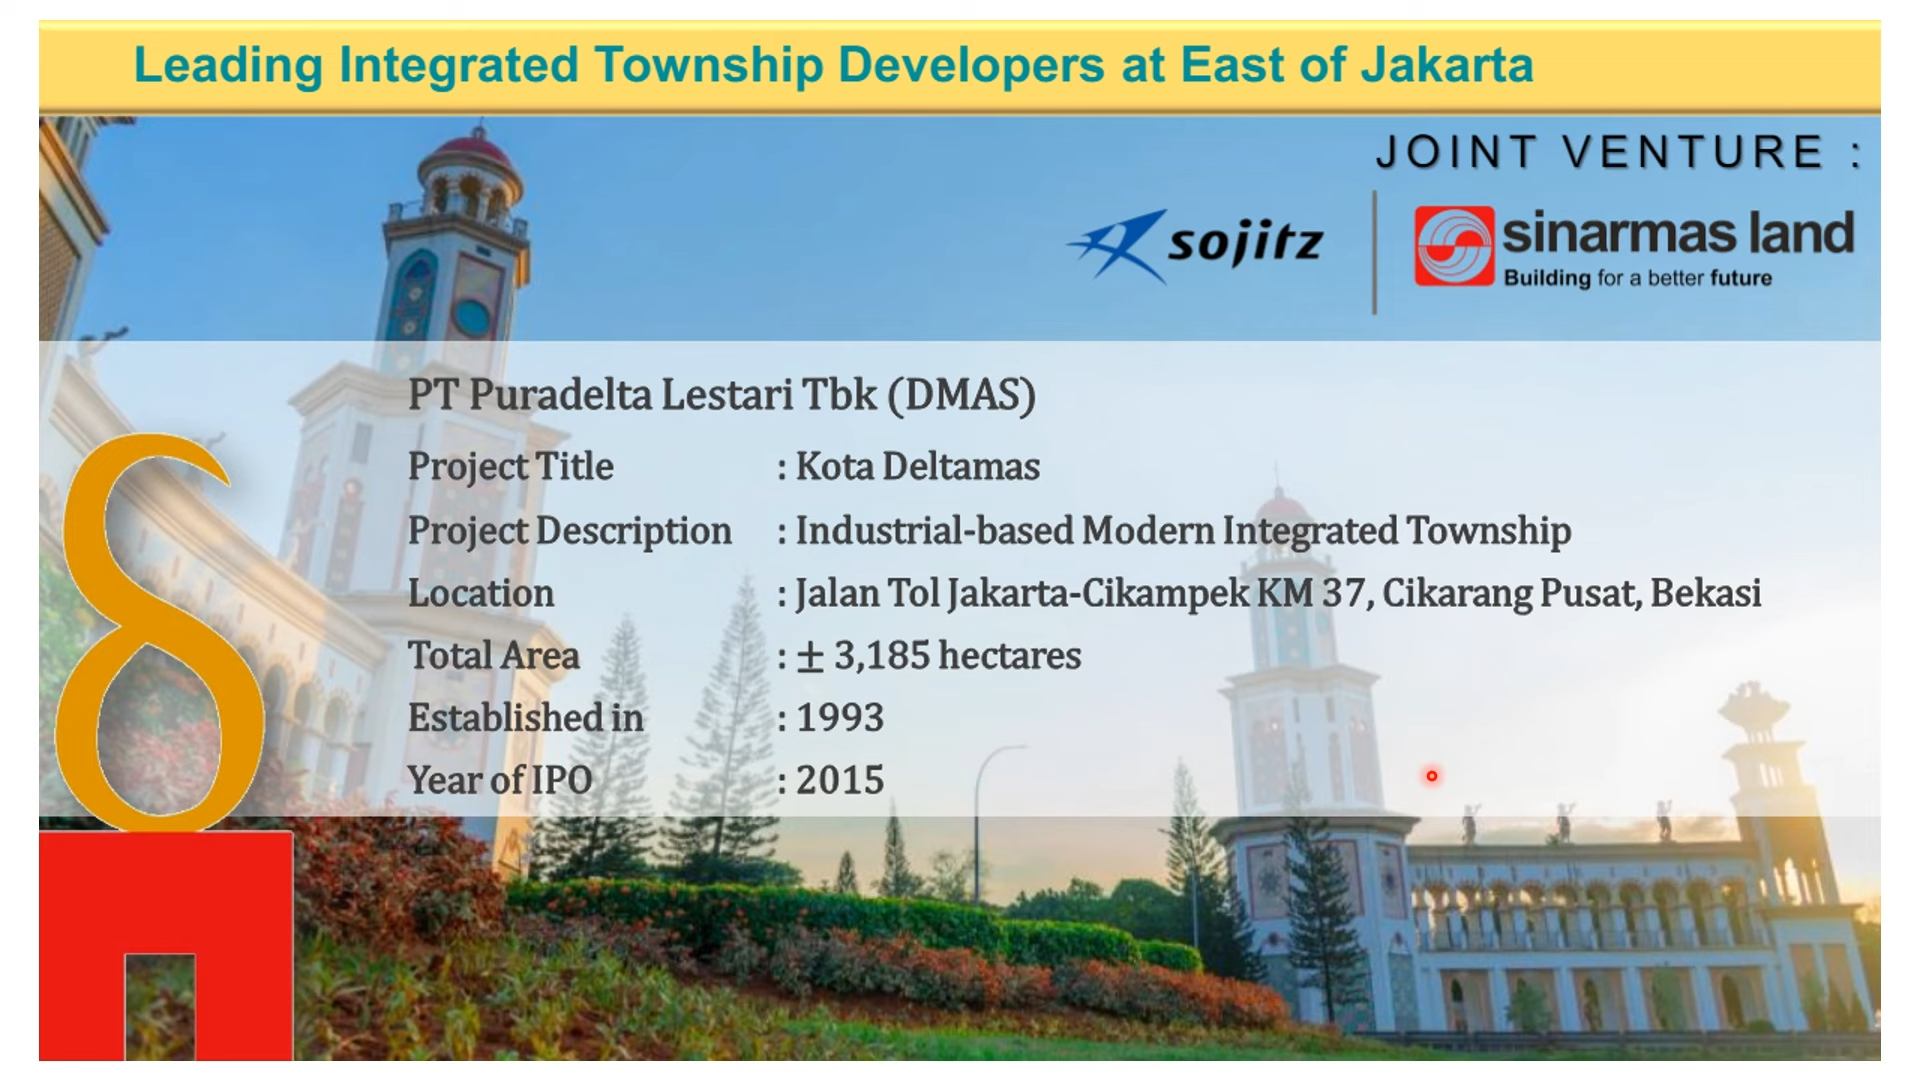 Leading Integrated Township Developers at East of Jakarta
JOINT VENTURE :
sojitz
sinarmas land
Building for a better future
PT Puradelta Lestari Tbk (DMAS)
Project Title : Kota Deltamas
Project Description : Industrial-based Modern Integrated Township
Location : Jalan Tol Jakarta-Cikampek KM 37, Cikarang Pusat, Bekasi
Total Area : ± 3,185 hectares
Established in : 1993
Year of IPO : 2015
δ